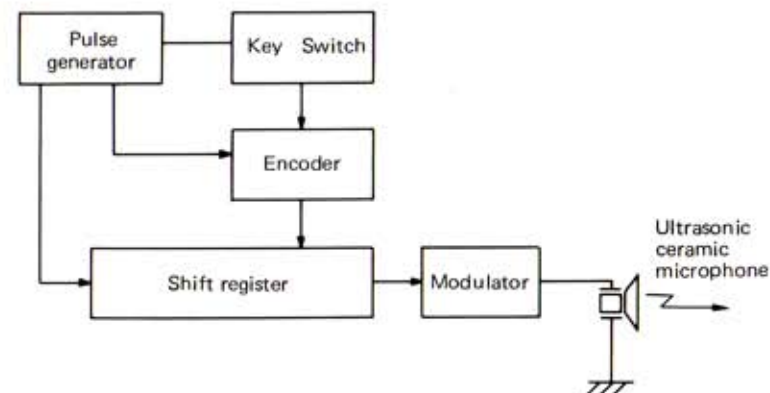 Pulse
generator
Key Switch
Encoder
Shift register
Modulator
Ultrasonic
ceramic
microphone